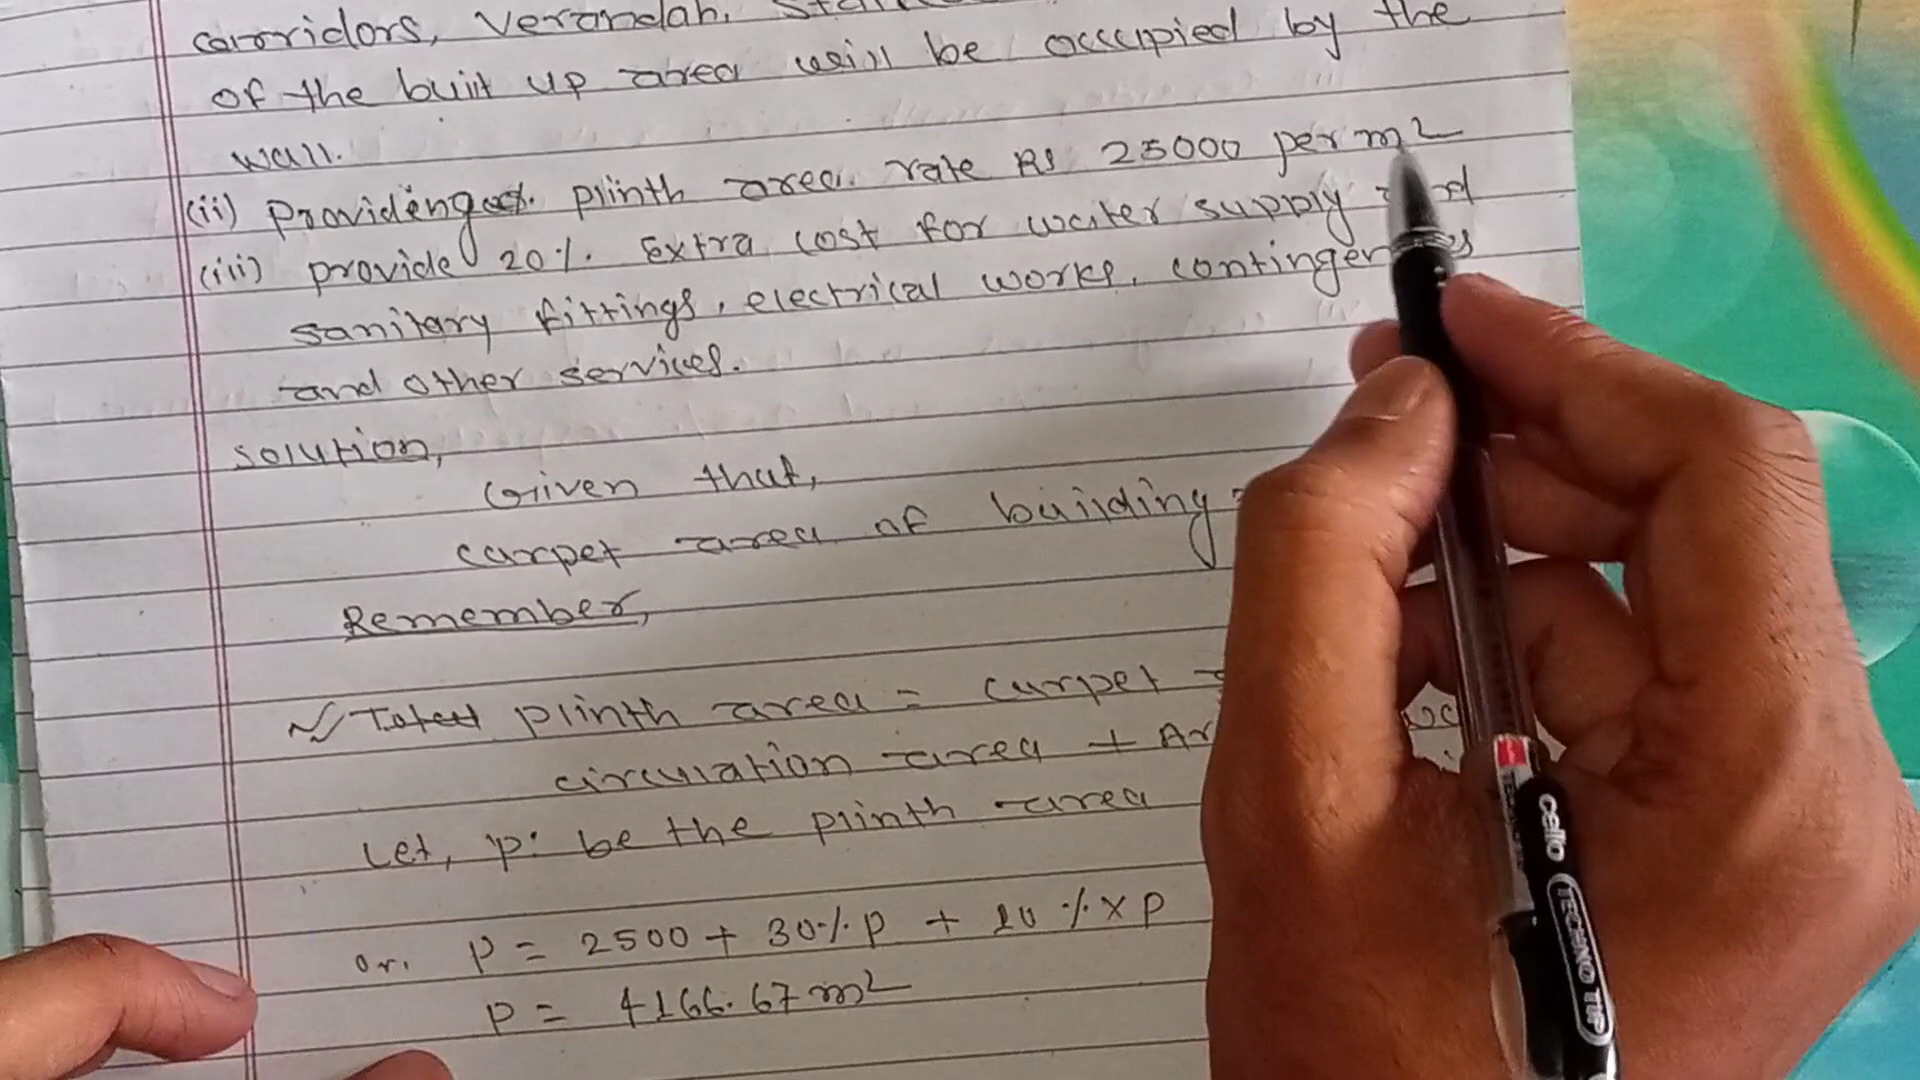 corridors, verandah,
of the built up area will be occupied by the
wall.
(ii) providing plinth area rate Rs 25000 per m2
(iii) provide 20%. Extra cost for water supply and
sanitary fittings, electrical works, contingencies
and other services.
solution,
Given that,
carpet area of building =
Remember,
Total plinth area = carpet
circulation area +
Let, 'p' be the plinth area
or, P = 2500 + 30%. P + 10 %. x P
P = 4166.67 m2
cello
TECHNO TIP